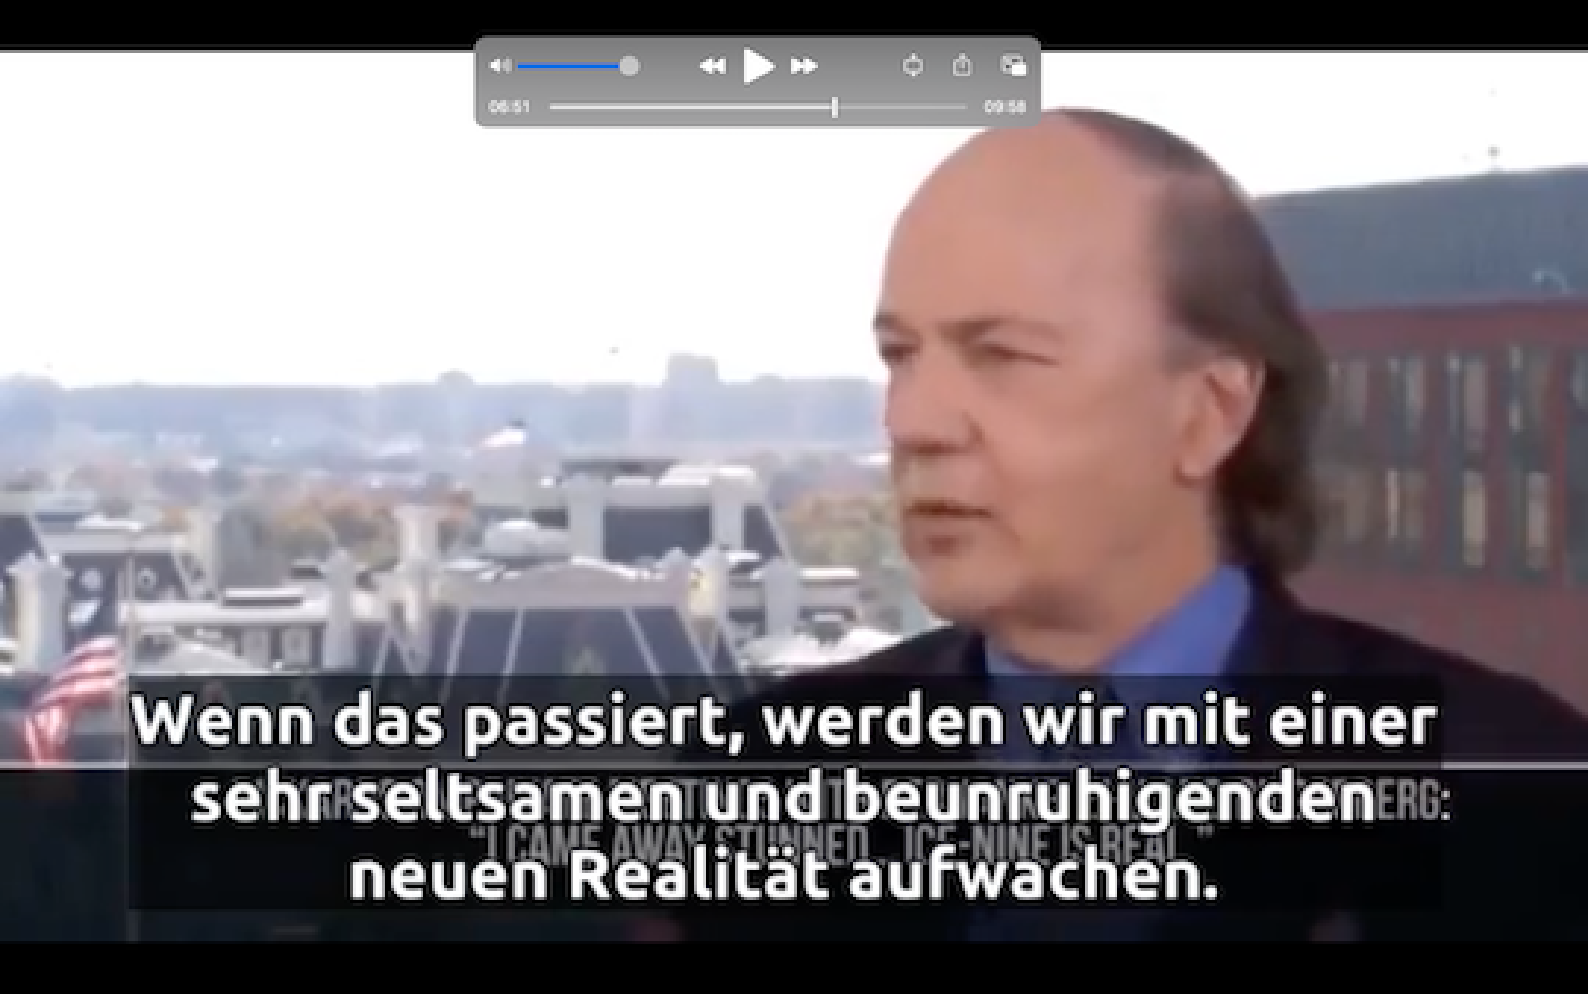 06:51
09:58
Wenn das passiert, werden wir mit einer
sehr seltsamen und beunruhigenden
ERG:
"I CAME AWAY STUNNED ICE-NINE IS REAL."
neuen Realität aufwachen.